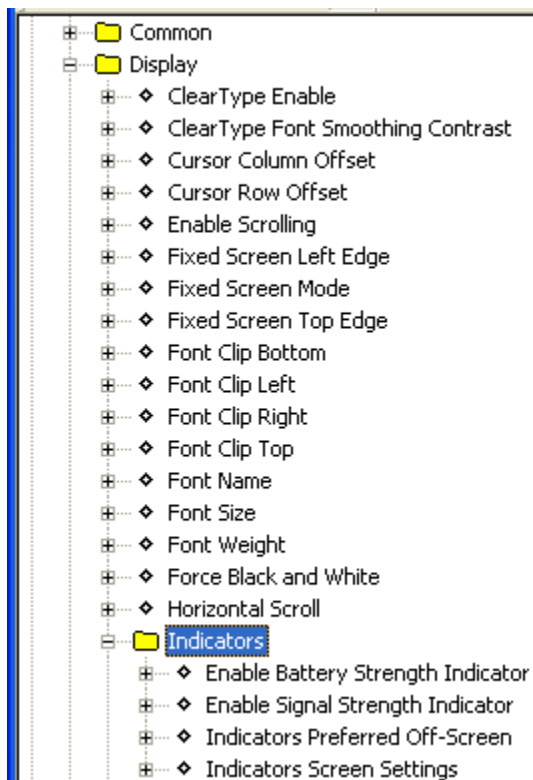 Common
Display
ClearType Enable
ClearType Font Smoothing Contrast
Cursor Column Offset
Cursor Row Offset
Enable Scrolling
Fixed Screen Left Edge
Fixed Screen Mode
Fixed Screen Top Edge
Font Clip Bottom
Font Clip Left
Font Clip Right
Font Clip Top
Font Name
Font Size
Font Weight
Force Black and White
Horizontal Scroll
Indicators
Enable Battery Strength Indicator
Enable Signal Strength Indicator
Indicators Preferred Off-Screen
Indicators Screen Settings